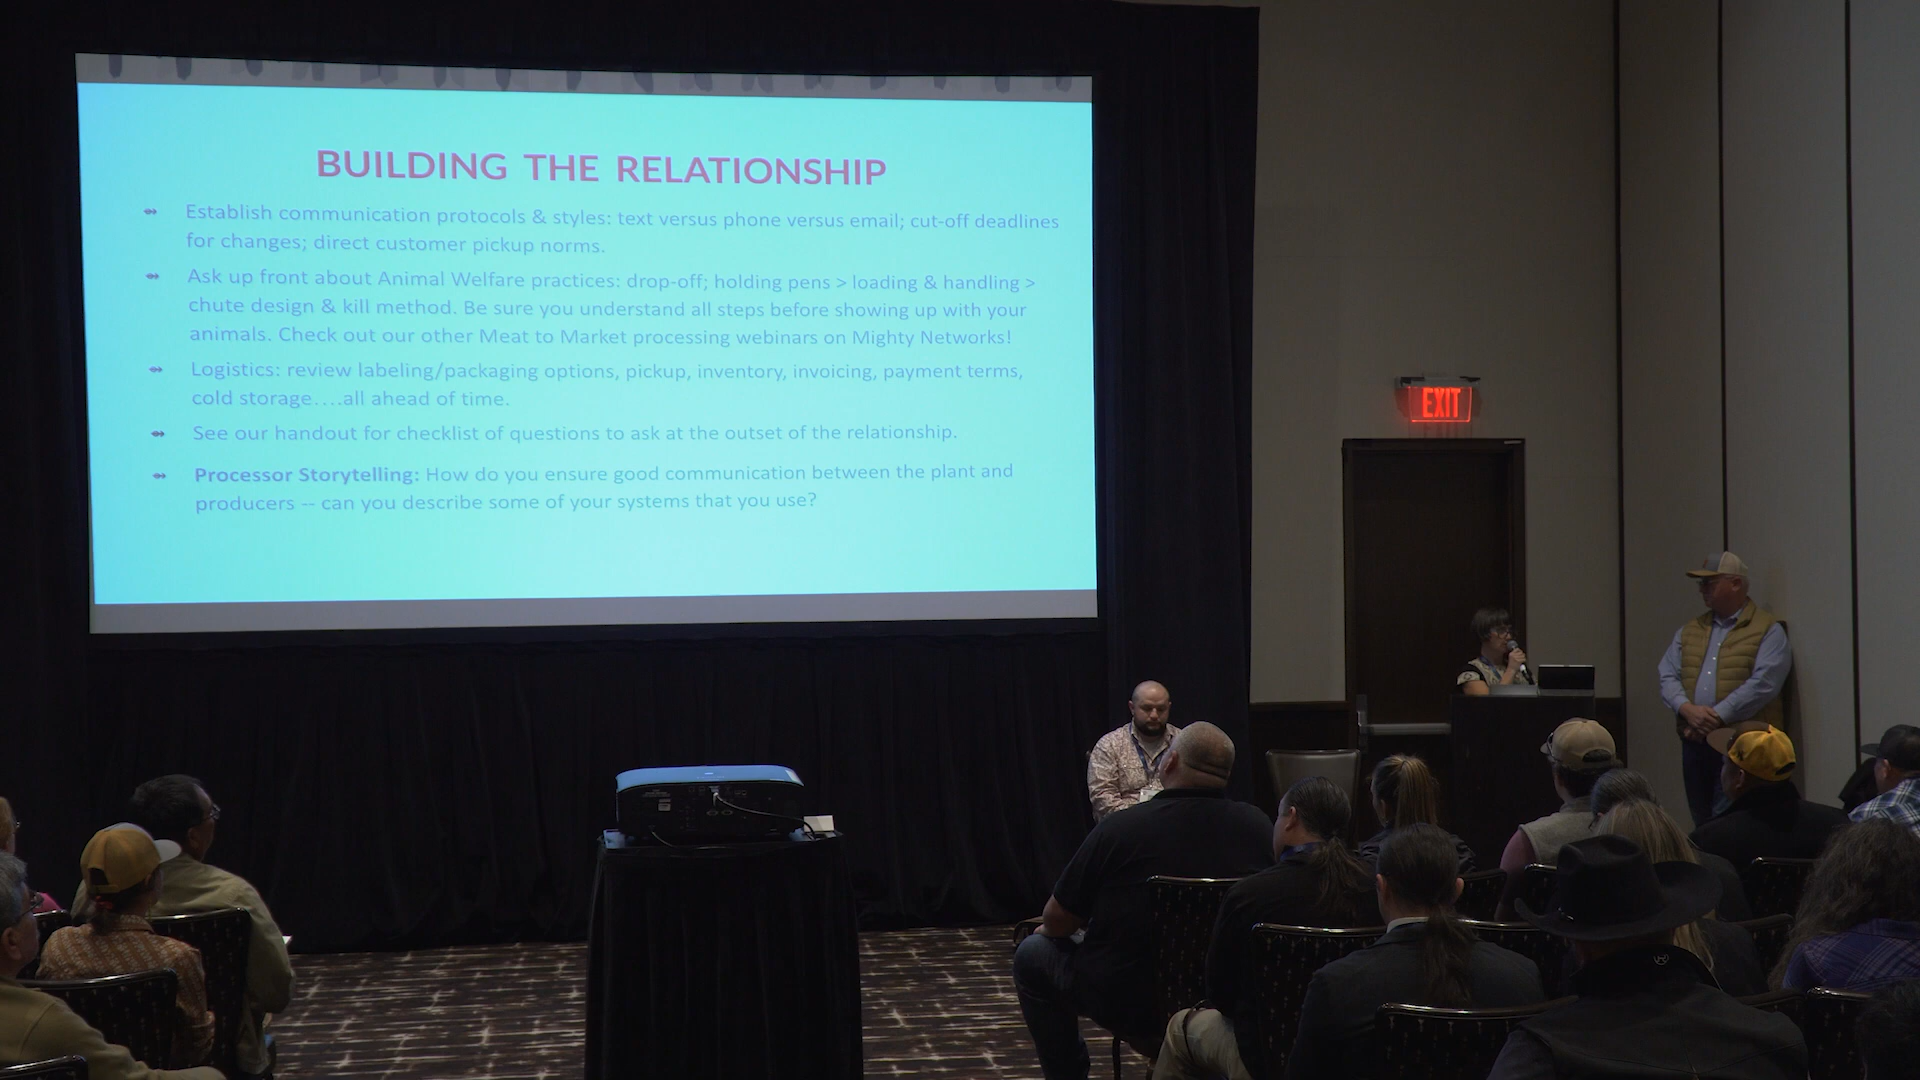 BUILDING THE RELATIONSHIP
Establish communication protocols & styles: text versus phone versus email; cut-off deadlines
for changes; direct customer pickup norms.
Ask up front about Animal Welfare practices: drop-off; holding pens > loading & handling >
chute design & kill method. Be sure you understand all steps before showing up with your
animals. Check out our other Meat to Market processing webinars on Mighty Networks!
Logistics: review labeling/packaging options, pickup, inventory, invoicing, payment terms,
cold storage....all ahead of time.
See our handout for checklist of questions to ask at the outset of the relationship.
Processor Storytelling: How do you ensure good communication between the plant and
producers -- can you describe some of your systems that you use?
EXIT